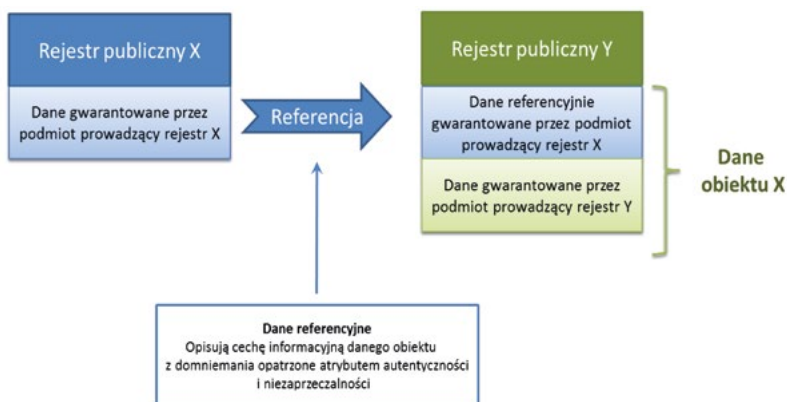 Rejestr publiczny X
Dane gwarantowane przez
podmiot prowadzący rejestr X
Referencja
Rejestr publiczny Y
Dane referencyjnie
gwarantowane przez podmiot
prowadzący rejestr X
Dane gwarantowane przez
podmiot prowadzący rejestr Y
Dane
obiektu X
Dane referencyjne
Opisują cechę informacyjną danego obiektu
z domniemania opatrzone atrybutem autentyczności
i niezaprzeczalności